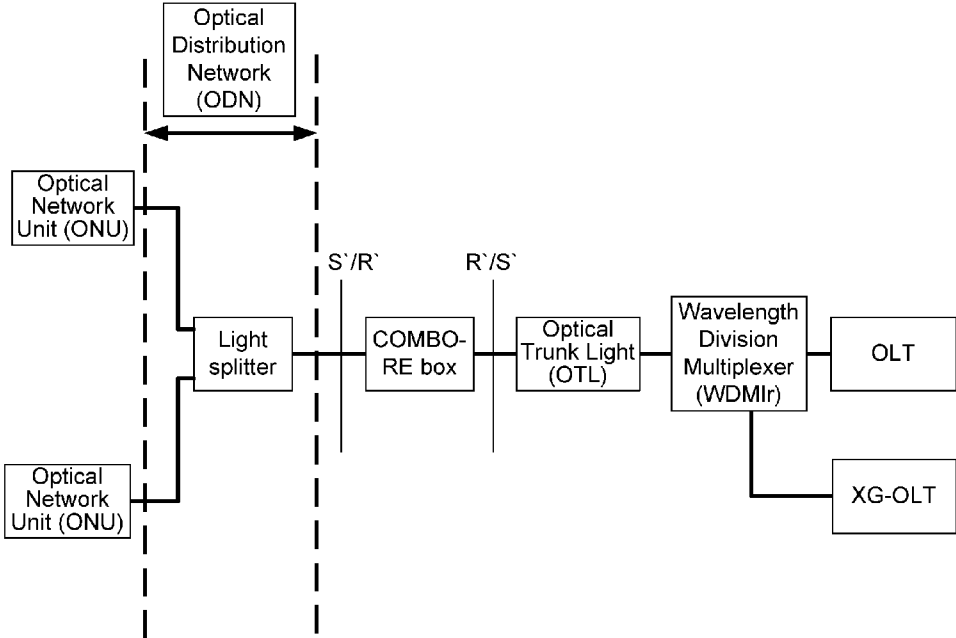 Optical
Distribution
Network
(ODN)
Optical
Network
Unit (ONU)
S`/R`
R`/S`
Light
splitter
COMBO-
RE box
Optical
Trunk Light
(OTL)
Wavelength
Division
Multiplexer
(WDMIr)
OLT
Optical
Network
Unit (ONU)
XG-OLT